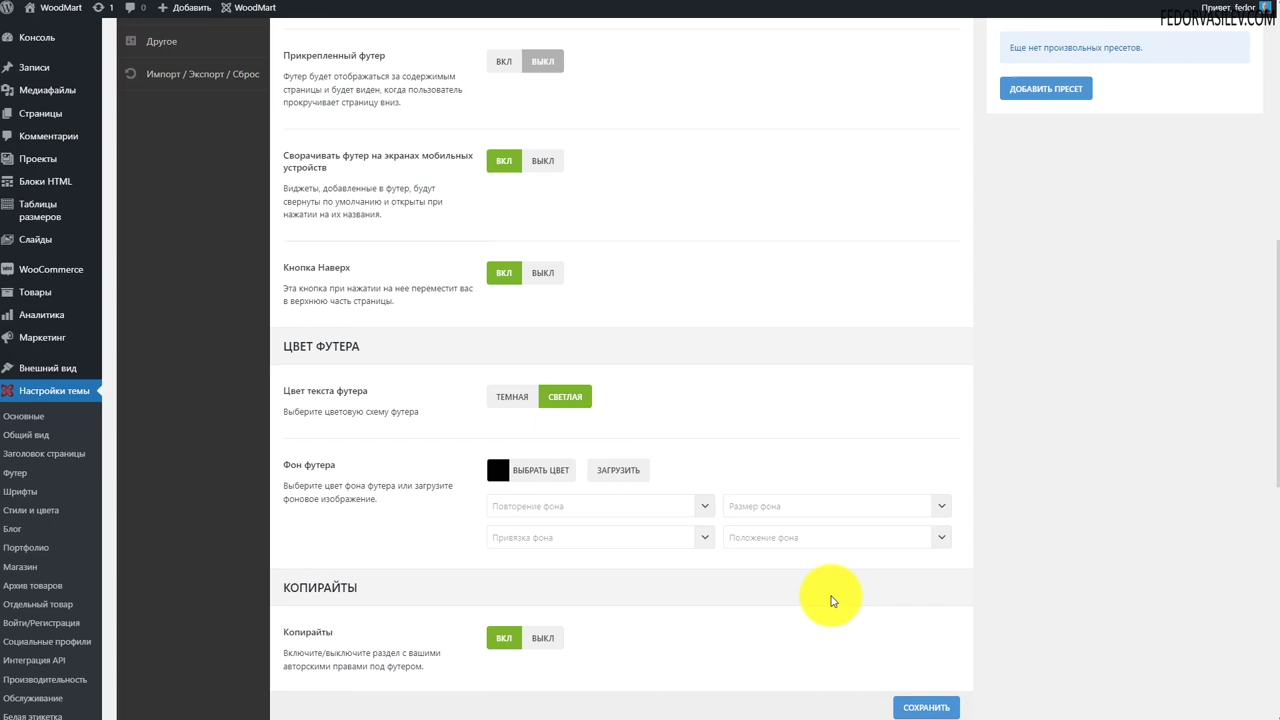 WoodMart
1
0
Добавить
WoodMart
Привет, fedor
FEDORVASILEV.COM
Консоль
Записи
Медиафайлы
Страницы
Комментарии
Проекты
Блоки HTML
Таблицы
размеров
Слайды
WooCommerce
Товары
Аналитика
Маркетинг
Внешний вид
Настройки темы
Основные
Общий вид
Заголовок страницы
Футер
Шрифты
Стили и цвета
Блог
Портфолио
Магазин
Архив товаров
Отдельный товар
Войти/Регистрация
Социальные профили
Интеграция API
Производительность
Обслуживание
Белая этикетка
Другое
Импорт / Экспорт / Сброс
Прикрепленный футер
Футер будет отображаться за содержимым
страницы и будет виден, когда пользователь
прокручивает страницу вниз.
ВКЛ ВЫКЛ
Сворачивать футер на экранах мобильных
устройств
Виджеты, добавленные в футер, будут
свернуты по умолчанию и открыты при
нажатии на их названия.
ВКЛ ВЫКЛ
Кнопка Наверх
Эта кнопка при нажатии на нее переместит вас
в верхнюю часть страницы.
ВКЛ ВЫКЛ
ЦВЕТ ФУТЕРА
Цвет текста футера
Выберите цветовую схему футера
ТЕМНАЯ СВЕТЛАЯ
Фон футера
Выберите цвет фона футера или загрузите
фоновое изображение.
ВЫБРАТЬ ЦВЕТ ЗАГРУЗИТЬ
Повторение фона Размер фона
Привязка фона Положение фона
КОПИРАЙТЫ
Копирайты
Включите/выключите раздел с вашими
авторскими правами под футером.
ВКЛ ВЫКЛ
СОХРАНИТЬ
Еще нет произвольных пресетов.
ДОБАВИТЬ ПРЕСЕТ